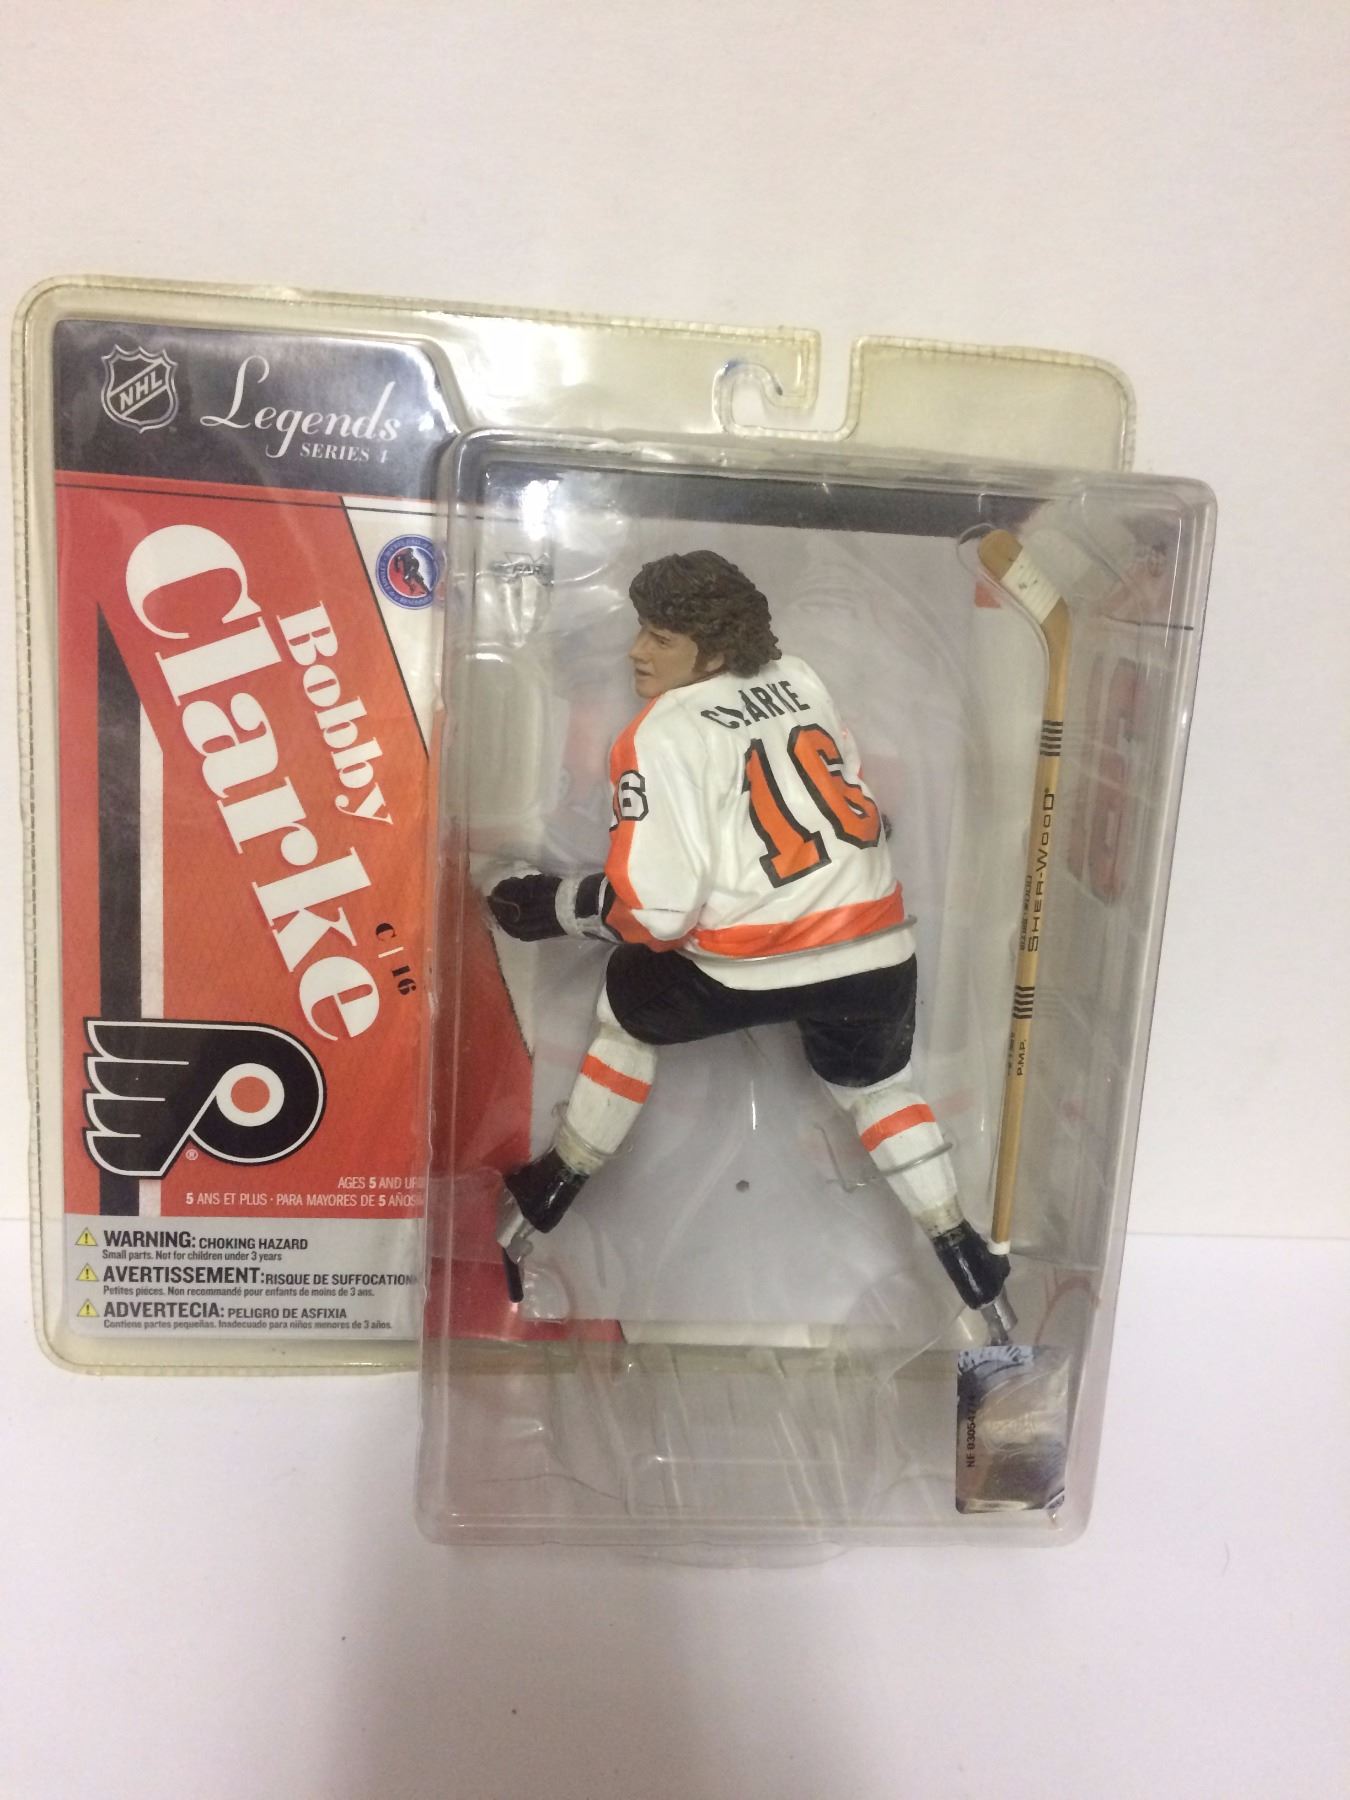 NHL
Legends
SERIES 4
Bobby
Clarke
C | 16
AGES 5 AND UP
5 ANS ET PLUS · PARA MAYORES DE 5 AÑOS
WARNING: CHOKING HAZARD
Small parts. Not for children under 3 years
AVERTISSEMENT: RISQUE DE SUFFOCATION
Petites pièces. Non recommandé pour enfants de moins de 3 ans.
ADVERTECIA: PELIGRO DE ASFIXIA
Contiene partes pequeñas. Inadecuado para niños menores de 3 años.
CLARKE
16
16
SHER-WOOD
P.M.P.